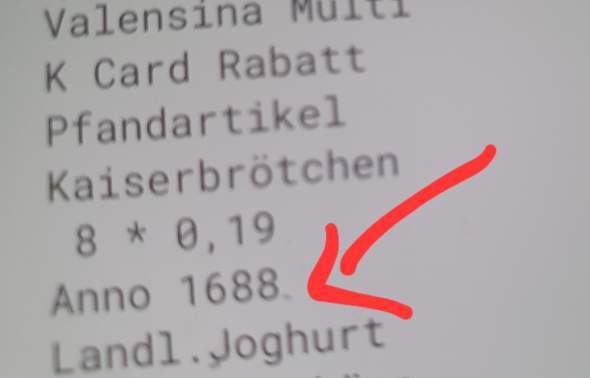 Valensina Multi
K Card Rabatt
Pfandartikel
Kaiserbrötchen
8 * 0,19
Anno 1688
Landl.Joghurt